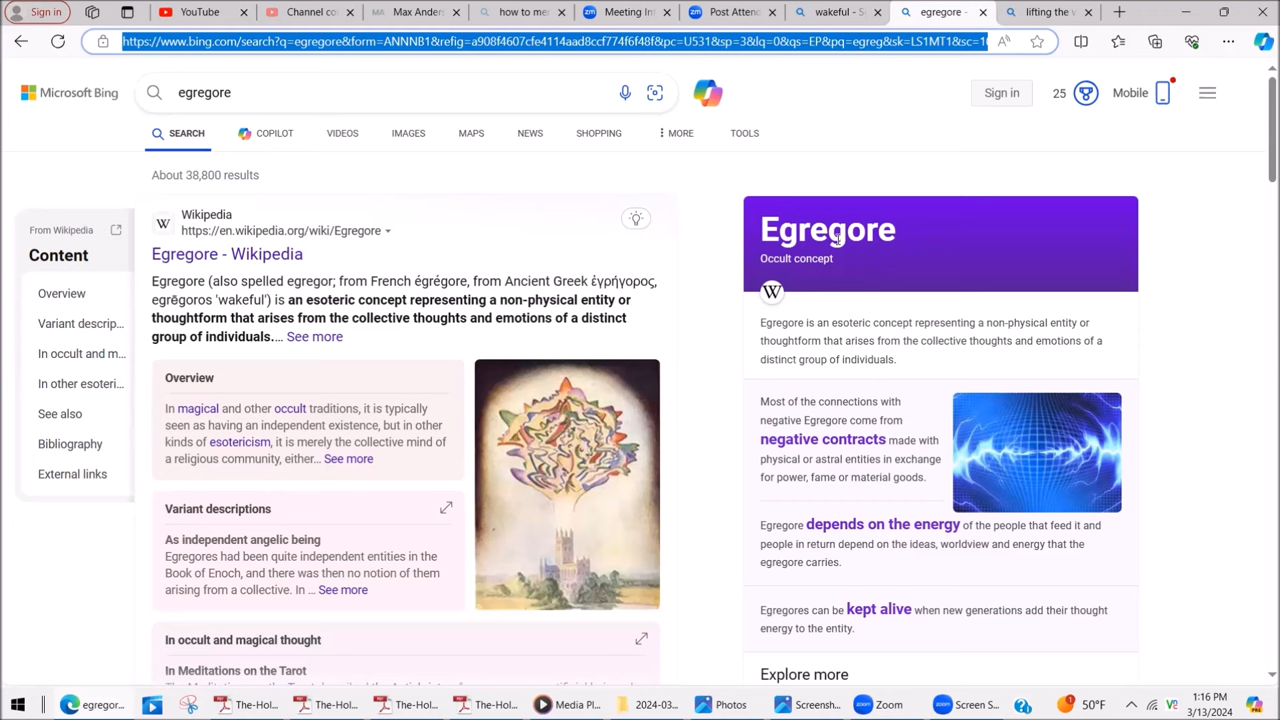 Sign in
YouTube
Channel co
Max Anders
how to me
Meeting In
Post Attend
wakeful - S
egregore -
lifting the v
https://www.bing.com/search?q=egregore&form=ANNNB1&refig=a908f4607cfe4114aad8ccf774f6f48f&pc=U531&sp=3&lq=0&qs=EP&pq=egreg&sk=LS1MT1&sc=1
Microsoft Bing
egregore
Sign in
25
Mobile
SEARCH
COPILOT
VIDEOS
IMAGES
MAPS
NEWS
SHOPPING
MORE
TOOLS
About 38,800 results
From Wikipedia
Content
Overview
Variant descrip...
In occult and m...
In other esoteri...
See also
Bibliography
External links
W
Wikipedia
https://en.wikipedia.org/wiki/Egregore
Egregore - Wikipedia
Egregore (also spelled egregor; from French égrégore, from Ancient Greek ἐγρήγορος,
egrēgoros 'wakeful') is an esoteric concept representing a non-physical entity or
thoughtform that arises from the collective thoughts and emotions of a distinct
group of individuals.… See more
Overview
In magical and other occult traditions, it is typically
seen as having an independent existence, but in other
kinds of esotericism, it is merely the collective mind of
a religious community, either… See more
Variant descriptions
As independent angelic being
Egregores had been quite independent entities in the
Book of Enoch, and there was then no notion of them
arising from a collective. In … See more
In occult and magical thought
In Meditations on the Tarot
Egregore
Occult concept
W
Egregore is an esoteric concept representing a non-physical entity or
thoughtform that arises from the collective thoughts and emotions of a
distinct group of individuals.
Most of the connections with
negative Egregore come from
negative contracts made with
physical or astral entities in exchange
for power, fame or material goods.
Egregore depends on the energy of the people that feed it and
people in return depend on the ideas, worldview and energy that the
egregore carries.
Egregores can be kept alive when new generations add their thought
energy to the entity.
Explore more
egregor...
The-Hol...
The-Hol...
The-Hol...
The-Hol...
Media Pl...
2024-03...
Photos
Screensh...
Zoom
Screen S...
50°F
1:16 PM
3/13/2024